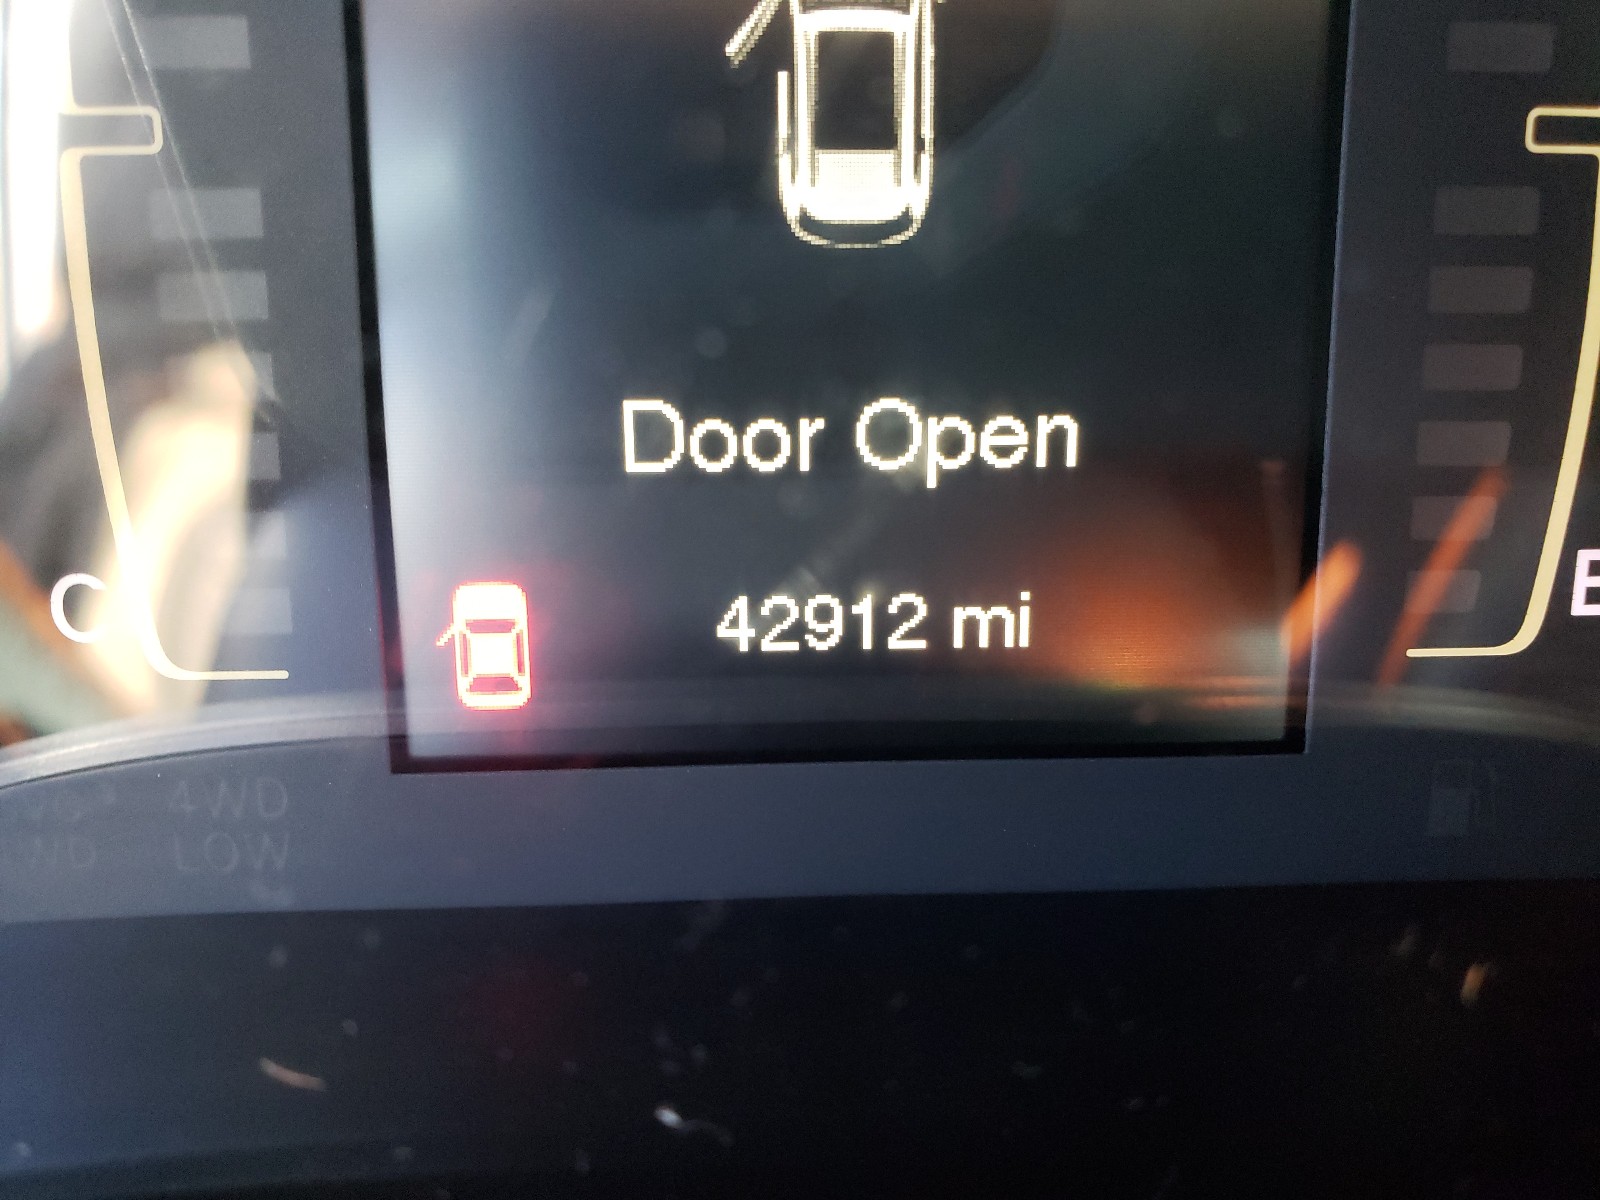 Door Open
C
42912 mi
E
4WD
LOW